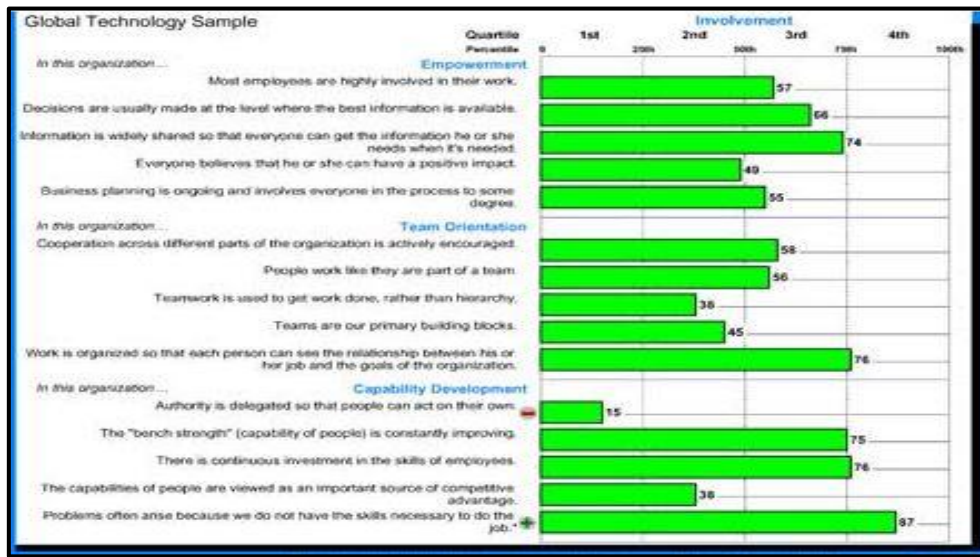 Global Technology Sample
Involvement
Quartile 1st 2nd 3rd 4th
Percentile 0 25th 50th 75th 100th
In this organization...
Empowerment
Most employees are highly involved in their work.
57
Decisions are usually made at the level where the best information is available.
66
Information is widely shared so that everyone can get the information he or she
needs when it's needed.
74
Everyone believes that he or she can have a positive impact.
49
Business planning is ongoing and involves everyone in the process to some
degree.
55
In this organization...
Team Orientation
Cooperation across different parts of the organization is actively encouraged.
58
People work like they are part of a team.
56
Teamwork is used to get work done, rather than hierarchy.
38
Teams are our primary building blocks.
45
Work is organized so that each person can see the relationship between his or
her job and the goals of the organization.
76
In this organization...
Capability Development
Authority is delegated so that people can act on their own.
15
The "bench strength" (capability of people) is constantly improving.
75
There is continuous investment in the skills of employees.
76
The capabilities of people are viewed as an important source of competitive
advantage.
38
Problems often arise because we do not have the skills necessary to do the
job.*
87